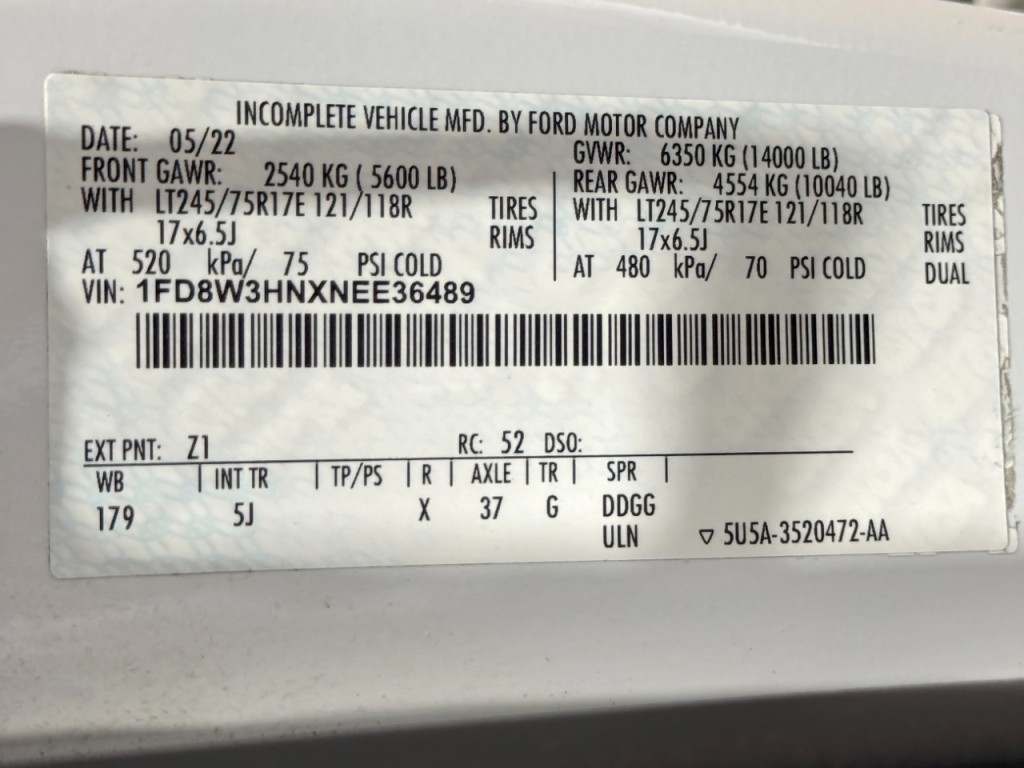 INCOMPLETE VEHICLE MFD. BY FORD MOTOR COMPANY
DATE: 05/22 GVWR: 6350 KG (14000 LB)
FRONT GAWR: 2540 KG ( 5600 LB) REAR GAWR: 4554 KG (10040 LB)
WITH LT245/75R17E 121/118R TIRES WITH LT245/75R17E 121/118R TIRES
17x6.5J RIMS 17x6.5J RIMS
AT 520 kPa/ 75 PSI COLD AT 480 kPa/ 70 PSI COLD DUAL
VIN: 1FD8W3HNXNEE36489
EXT PNT: Z1 RC: 52 DSO:
WB INT TR TP/PS R AXLE TR SPR
179 5J X 37 G DDGG
ULN ▽ 5U5A-3520472-AA